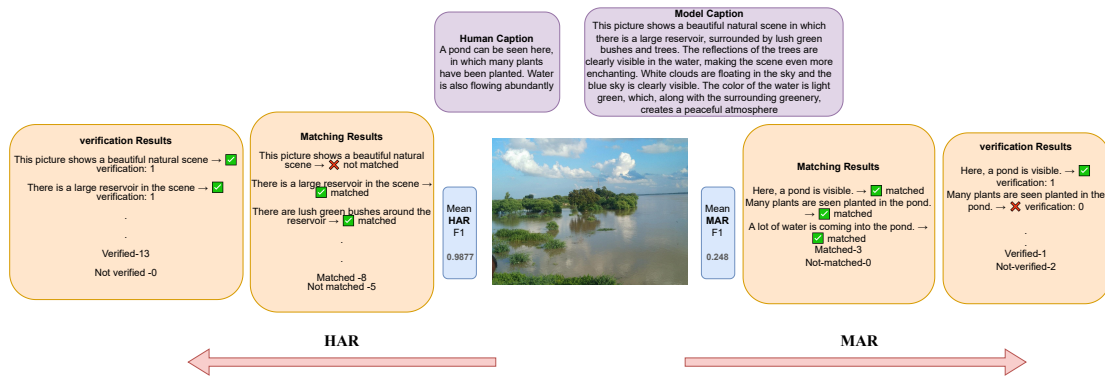 Human Caption
A pond can be seen here,
in which many plants
have been planted. Water
is also flowing abundantly
Model Caption
This picture shows a beautiful natural scene in which
there is a large reservoir, surrounded by lush green
bushes and trees. The reflections of the trees are
clearly visible in the water, making the scene even more
enchanting. White clouds are floating in the sky and the
blue sky is clearly visible. The color of the water is light
green, which, along with the surrounding greenery,
creates a peaceful atmosphere
verification Results
This picture shows a beautiful natural scene → ✅
verification: 1
There is a large reservoir in the scene → ✅
verification: 1
.
.
.
Verified-13
Not verified -0
Matching Results
This picture shows a beautiful natural
scene → ❌ not matched
There is a large reservoir in the scene →
✅ matched
There are lush green bushes around the
reservoir → ✅ matched
.
.
Matched -8
Not matched -5
Mean
HAR
F1
0.9877
Mean
MAR
F1
0.248
Matching Results
Here, a pond is visible. → ✅ matched
Many plants are seen planted in the pond.
→ ✅ matched
A lot of water is coming into the pond. →
✅ matched
Matched-3
Not-matched-0
verification Results
Here, a pond is visible. → ✅
verification: 1
Many plants are seen planted in the
pond. → ❌ verification: 0
.
.
Verified-1
Not-verified-2
HAR
MAR